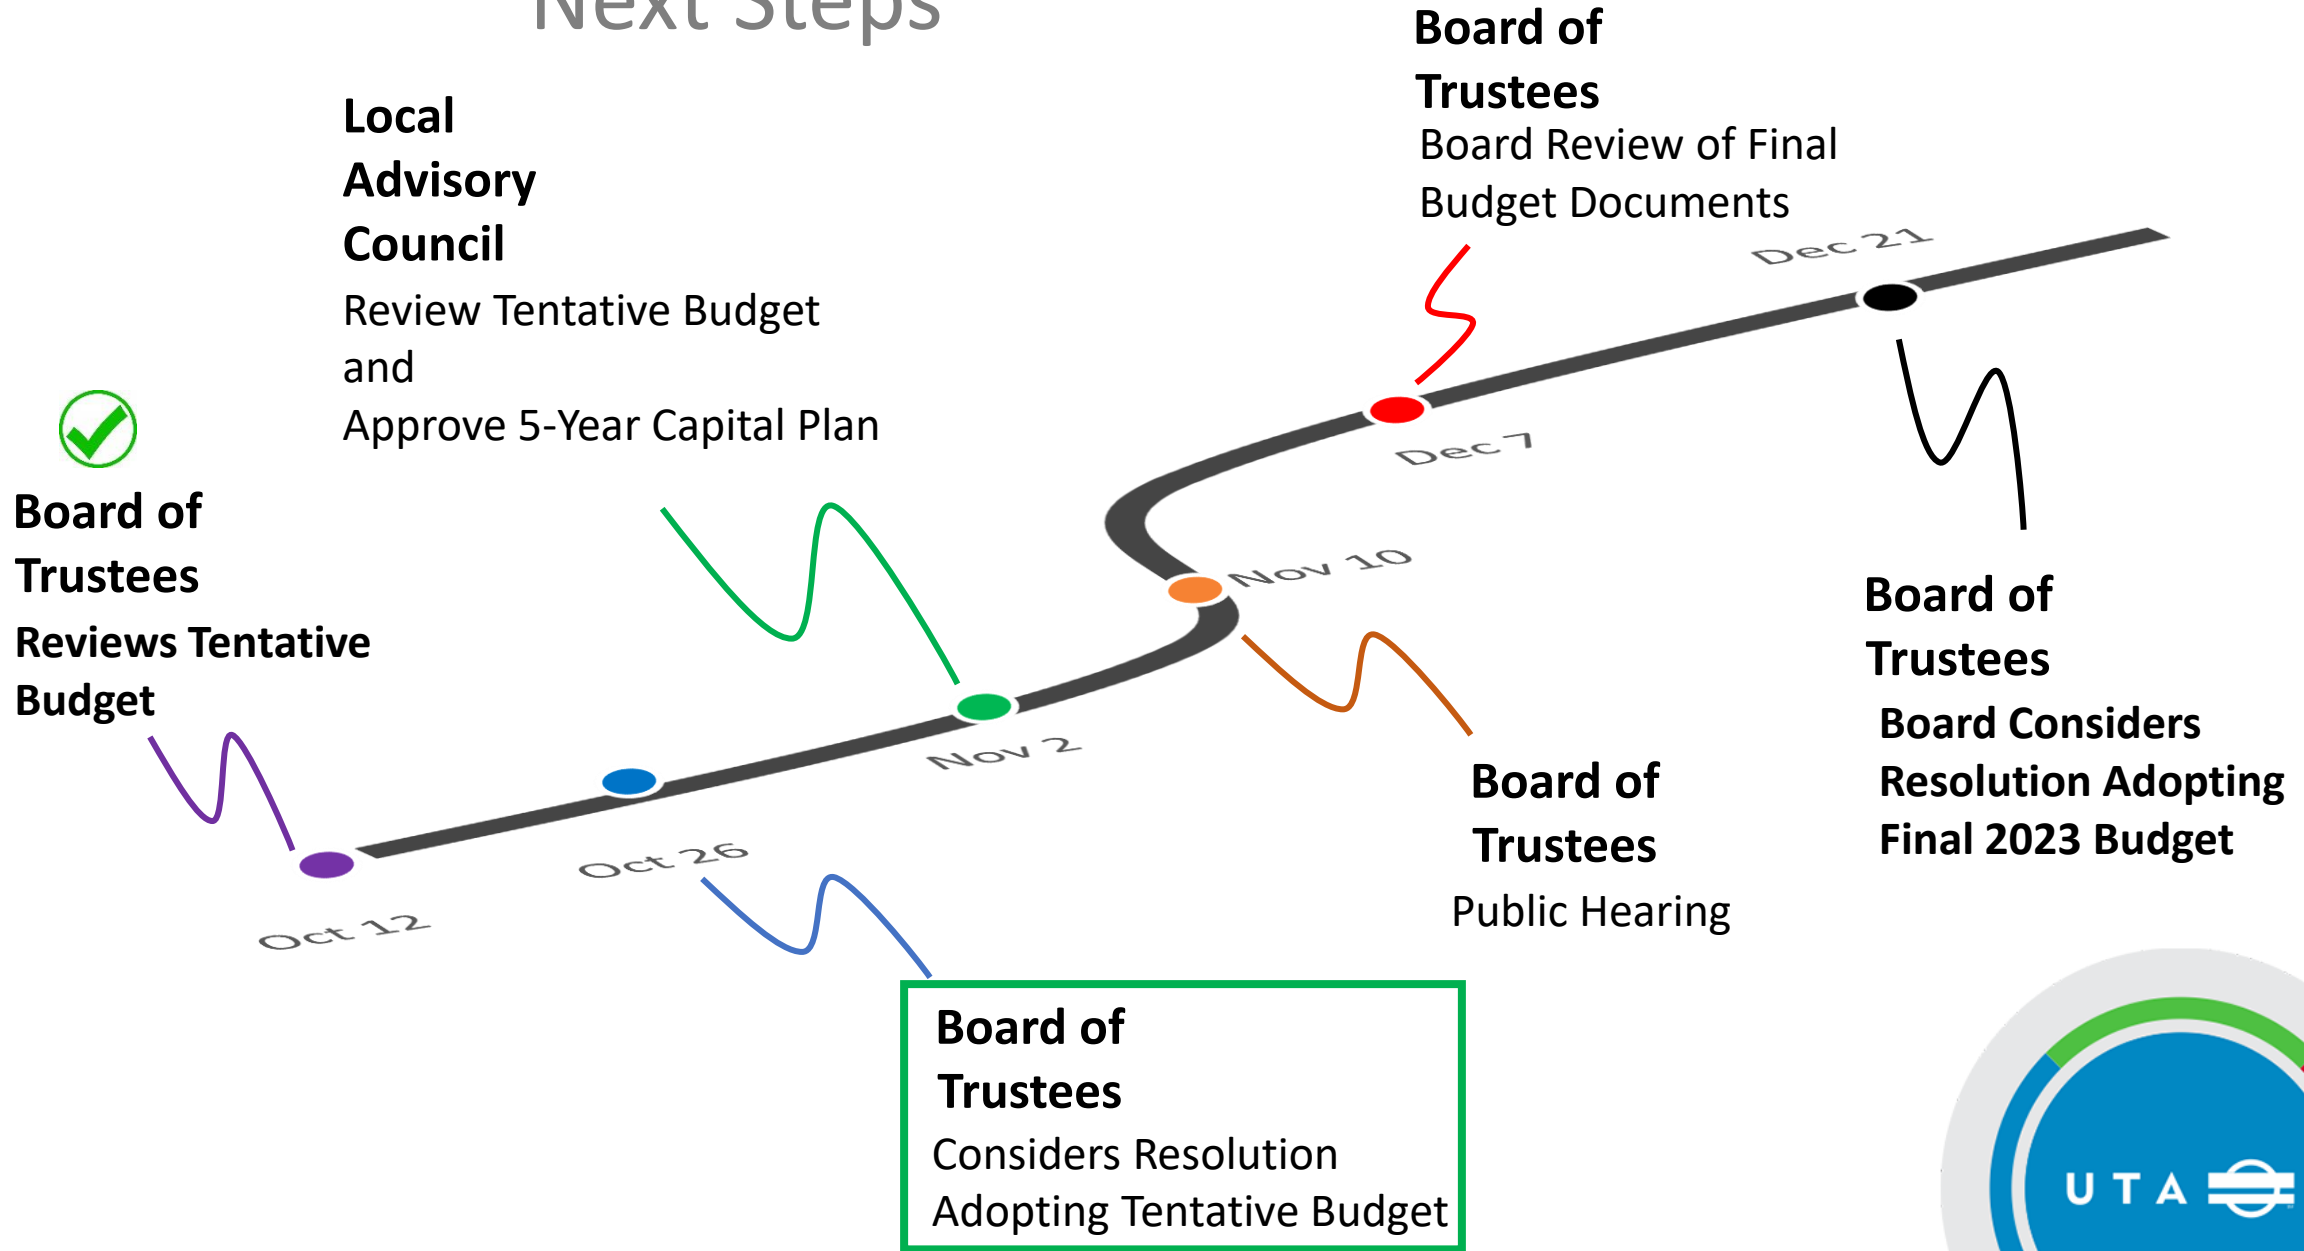 Next Steps
Local
Advisory
Council
Review Tentative Budget
and
Approve 5-Year Capital Plan
Board of
Trustees
Board Review of Final
Budget Documents
Board of
Trustees
Reviews Tentative
Budget
Dec 21
Dec 7
Nov 10
Nov 2
Oct 26
Oct 12
Board of
Trustees
Board Considers
Resolution Adopting
Final 2023 Budget
Board of
Trustees
Public Hearing
Board of
Trustees
Considers Resolution
Adopting Tentative Budget
UTA